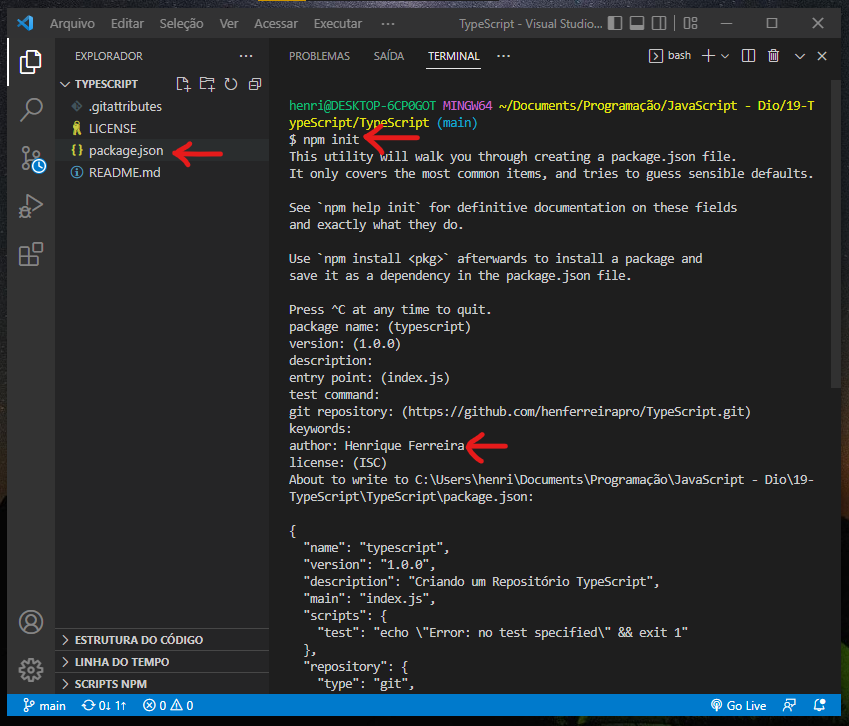 Arquivo Editar Seleção Ver Acessar Executar ··· TypeScript - Visual Studio...
EXPLORADOR ···
TYPESCRIPT
.gitattributes
LICENSE
{} package.json
README.md
ESTRUTURA DO CÓDIGO
LINHA DO TEMPO
SCRIPTS NPM
PROBLEMAS SAÍDA TERMINAL ··· bash
henri@DESKTOP-6CP0GOT MINGW64 ~/Documents/Programação/JavaScript - Dio/19-T
ypeScript/TypeScript (main)
$ npm init
This utility will walk you through creating a package.json file.
It only covers the most common items, and tries to guess sensible defaults.
See `npm help init` for definitive documentation on these fields
and exactly what they do.
Use `npm install <pkg>` afterwards to install a package and
save it as a dependency in the package.json file.
Press ^C at any time to quit.
package name: (typescript)
version: (1.0.0)
description:
entry point: (index.js)
test command:
git repository: (https://github.com/henferreirapro/TypeScript.git)
keywords:
author: Henrique Ferreira
license: (ISC)
About to write to C:\Users\henri\Documents\Programação\JavaScript - Dio\19-
TypeScript\TypeScript\package.json:
{
"name": "typescript",
"version": "1.0.0",
"description": "Criando um Repositório TypeScript",
"main": "index.js",
"scripts": {
"test": "echo \"Error: no test specified\" && exit 1"
},
"repository": {
"type": "git",
main 0↓ 1↑ 0 0 Go Live